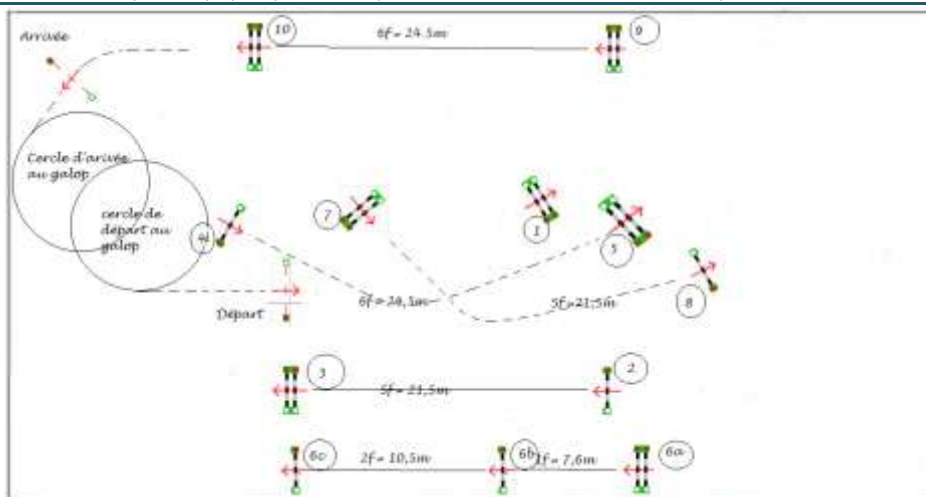 Arrivée
10
6f = 24.5m
9
Cercle d'arivée
au galop
cercle de
départ au
galop
7
1
5
8
6f = 24,5m
5f=21,5m
Départ
3
5f = 21,5m
2
6c
2f = 10,5m
6b
1f = 7,6m
6a